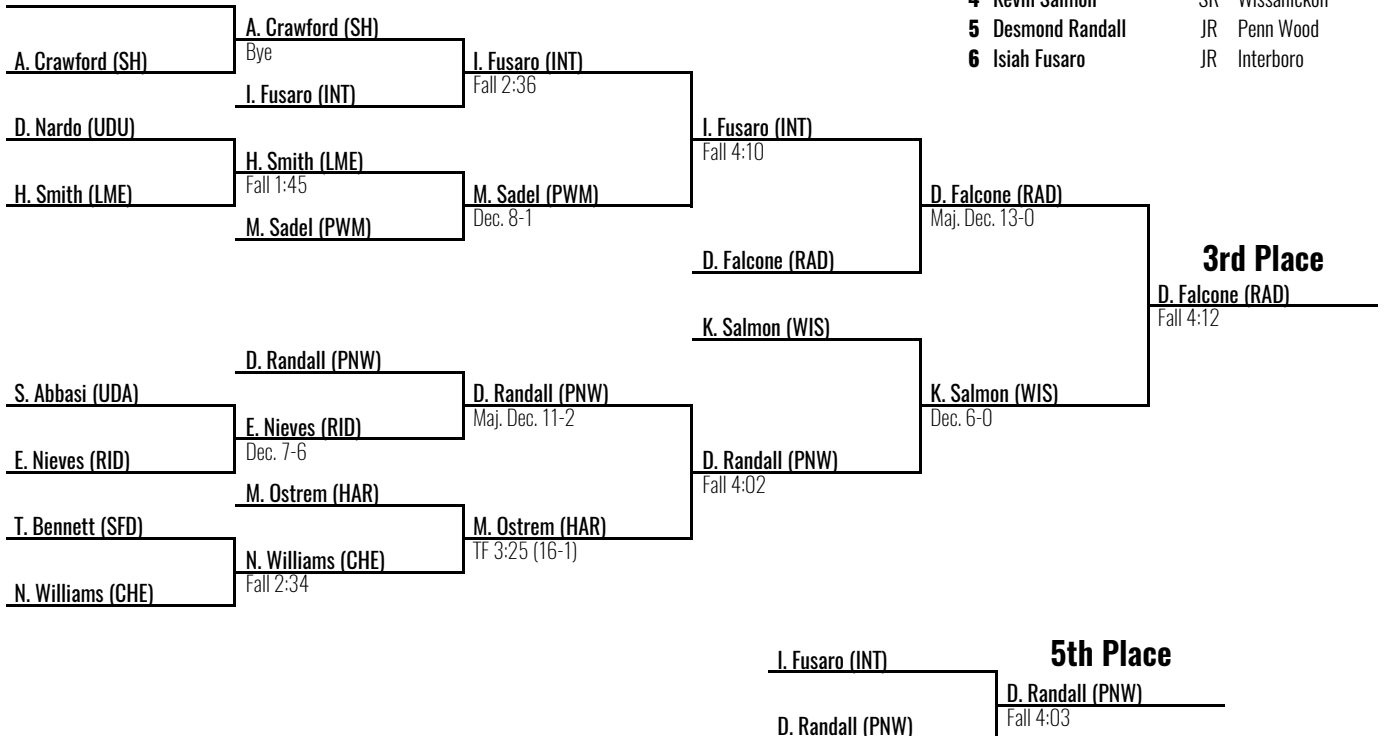 4 Kevin Salmon SR Wissahickon
5 Desmond Randall JR Penn Wood
6 Isiah Fusaro JR Interboro
A. Crawford (SH)
A. Crawford (SH)
Bye
I. Fusaro (INT)
I. Fusaro (INT)
Fall 2:36
D. Nardo (UDU)
H. Smith (LME)
H. Smith (LME)
Fall 1:45
M. Sadel (PWM)
M. Sadel (PWM)
Dec. 8-1
I. Fusaro (INT)
Fall 4:10
D. Falcone (RAD)
D. Falcone (RAD)
Maj. Dec. 13-0
3rd Place
D. Falcone (RAD)
Fall 4:12
K. Salmon (WIS)
K. Salmon (WIS)
Dec. 6-0
D. Randall (PNW)
S. Abbasi (UDA)
E. Nieves (RID)
E. Nieves (RID)
Dec. 7-6
D. Randall (PNW)
Maj. Dec. 11-2
D. Randall (PNW)
Fall 4:02
M. Ostrem (HAR)
T. Bennett (SFD)
N. Williams (CHE)
N. Williams (CHE)
Fall 2:34
M. Ostrem (HAR)
TF 3:25 (16-1)
5th Place
I. Fusaro (INT)
D. Randall (PNW)
D. Randall (PNW)
Fall 4:03